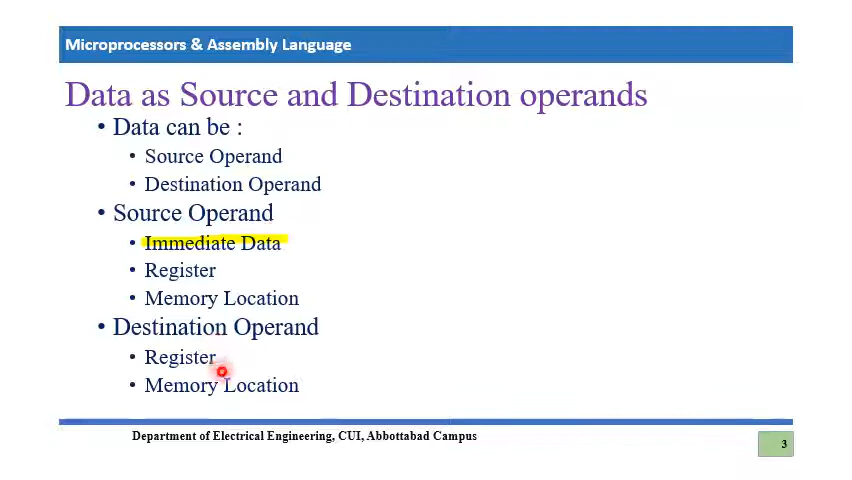 Microprocessors & Assembly Language
Data as Source and Destination operands
• Data can be :
• Source Operand
• Destination Operand
• Source Operand
• Immediate Data
• Register
• Memory Location
• Destination Operand
• Register
• Memory Location
Department of Electrical Engineering, CUI, Abbottabad Campus
3